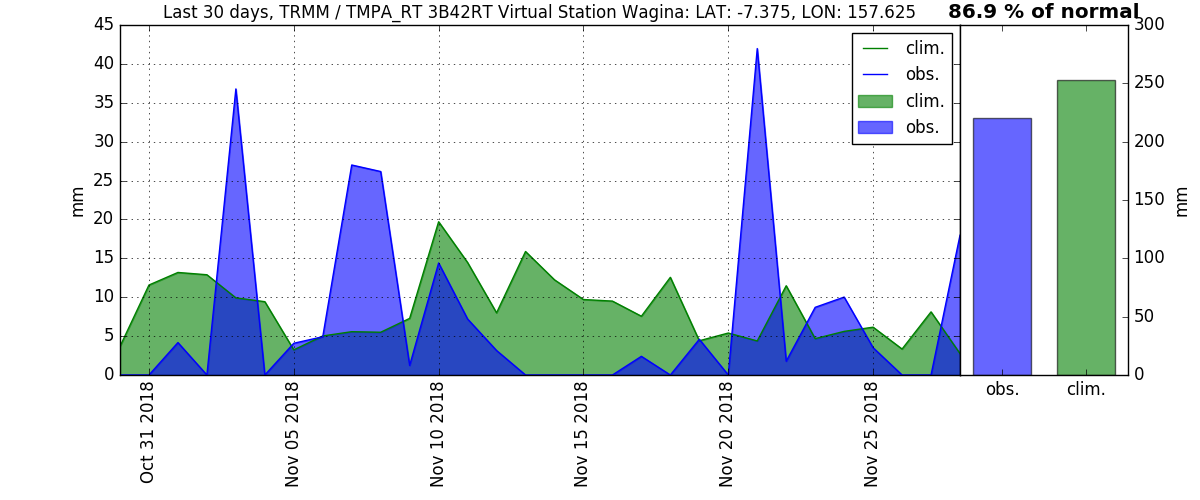 Last 30 days, TRMM / TMPA_RT 3B42RT Virtual Station Wagina: LAT: -7.375, LON: 157.625
86.9 % of normal
45
40
35
30
25
20
15
10
5
0
mm
clim.
obs.
clim.
obs.
Oct 31 2018
Nov 05 2018
Nov 10 2018
Nov 15 2018
Nov 20 2018
Nov 25 2018
300
250
200
150
100
50
0
mm
obs.
clim.